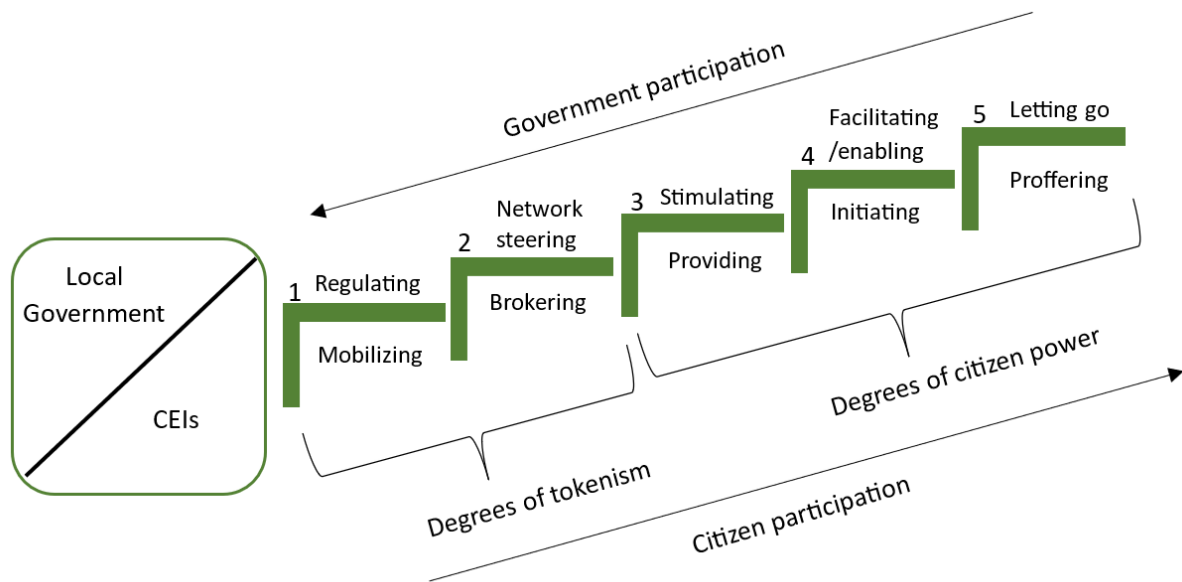 Government participation
Local
Government
CEIs
1
Regulating
Mobilizing
2
Network
steering
Brokering
3
Stimulating
Providing
4
Facilitating
/enabling
Initiating
5
Letting go
Proffering
Degrees of tokenism
Degrees of citizen power
Citizen participation